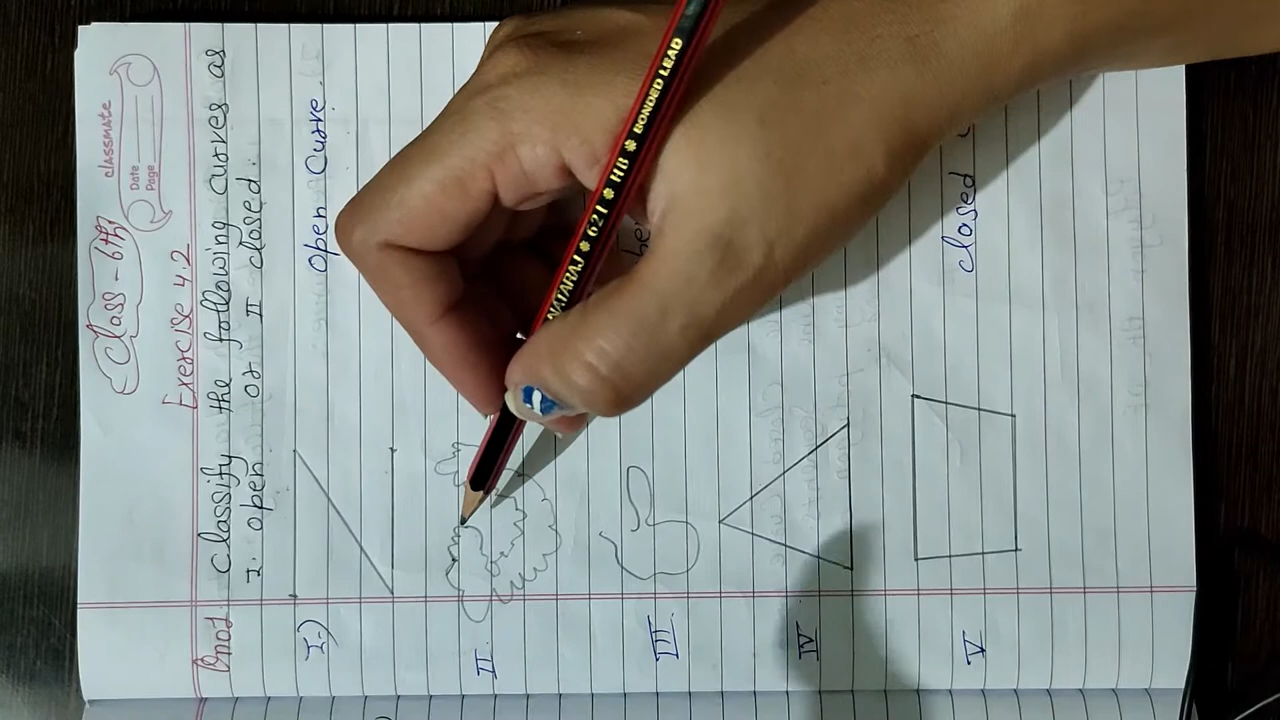 Class - 6th
CLASSMATE
Date
Page
Exercise 4.2
Qno1. Classify the following curves as
I. open or II closed.
I.) open curve.
II.
III.
IV
V closed
NATARAJ 621 HB BONDED LEAD